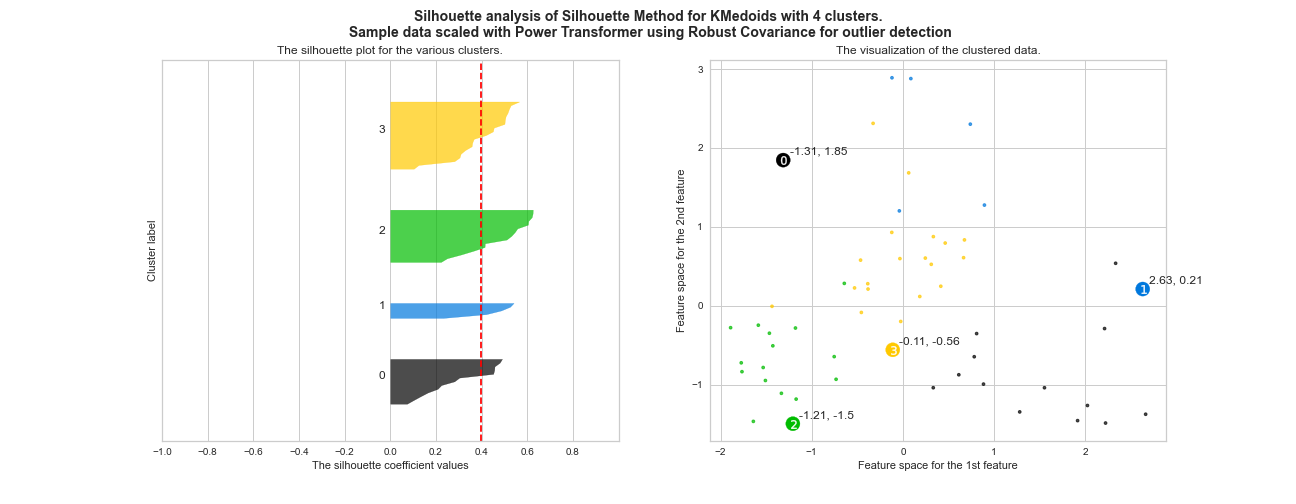 Silhouette analysis of Silhouette Method for KMedoids with 4 clusters.
Sample data scaled with Power Transformer using Robust Covariance for outlier detection
The silhouette plot for the various clusters.
3
2
1
0
Cluster label
−1.0 −0.8 −0.6 −0.4 −0.2 0.0 0.2 0.4 0.6 0.8
The silhouette coefficient values
The visualization of the clustered data.
3
2
1
0
−1
Feature space for the 2nd feature
0 -1.31, 1.85
1 2.63, 0.21
3 -0.11, -0.56
2 -1.21, -1.5
−2 −1 0 1 2
Feature space for the 1st feature